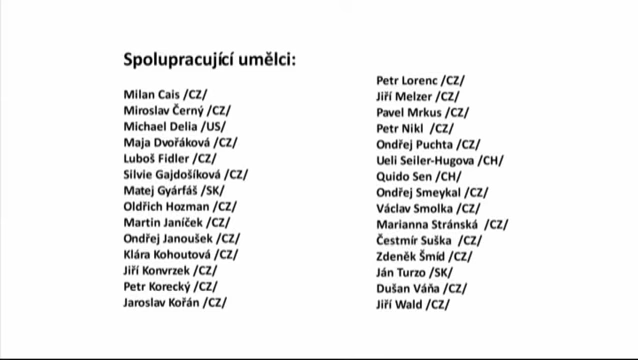 Spolupracující umělci:
Milan Cais /CZ/
Miroslav Černý /CZ/
Michael Delia /US/
Maja Dvořáková /CZ/
Luboš Fidler /CZ/
Silvie Gajdošíková /CZ/
Matej Gyárfáš /SK/
Oldřich Hozman /CZ/
Martin Janíček /CZ/
Ondřej Janoušek /CZ/
Klára Kohoutová /CZ/
Jiří Konvrzek /CZ/
Petr Korecký /CZ/
Jaroslav Kořán /CZ/
Petr Lorenc /CZ/
Jiří Melzer /CZ/
Pavel Mrkus /CZ/
Petr Nikl /CZ/
Ondřej Puchta /CZ/
Ueli Seiler-Hugova /CH/
Quido Sen /CH/
Ondřej Smeykal /CZ/
Václav Smolka /CZ/
Marianna Stránská /CZ/
Čestmír Suška /CZ/
Zdeněk Šmíd /CZ/
Ján Turzo /SK/
Dušan Váňa /CZ/
Jiří Wald /CZ/